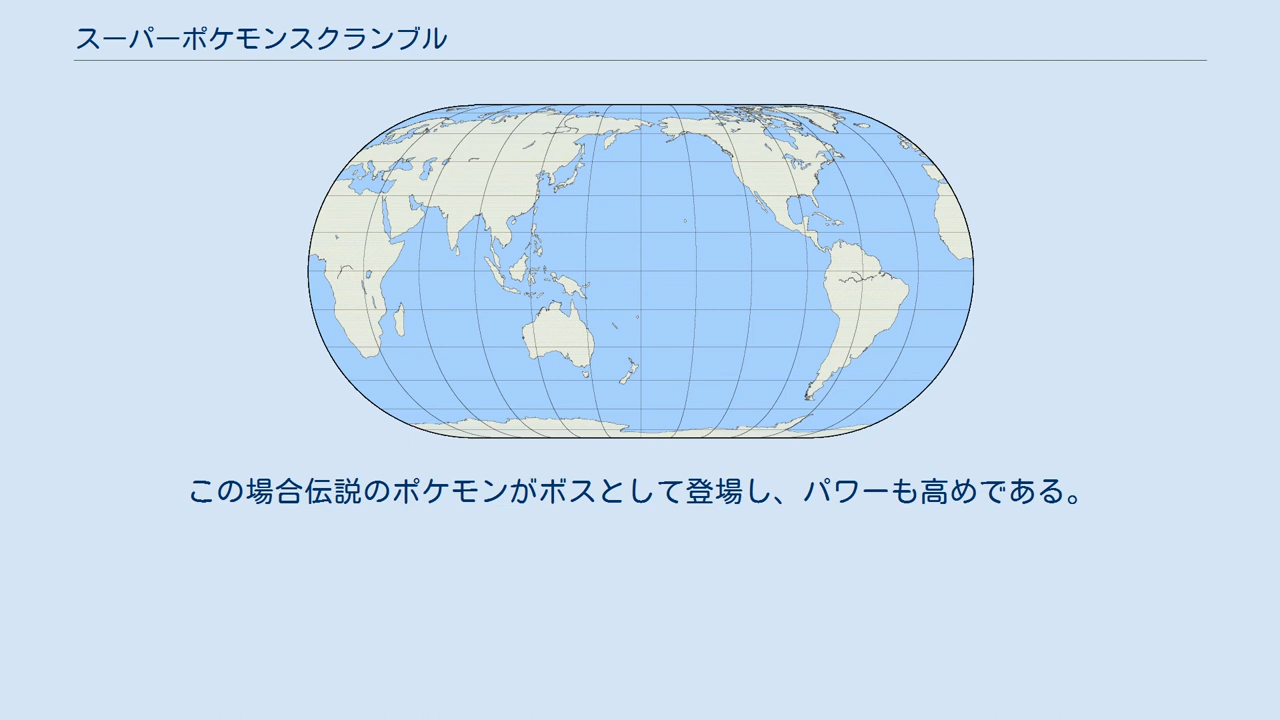 スーパーポケモンスクランブル
この場合伝説のポケモンがボスとして登場し、パワーも高めである。